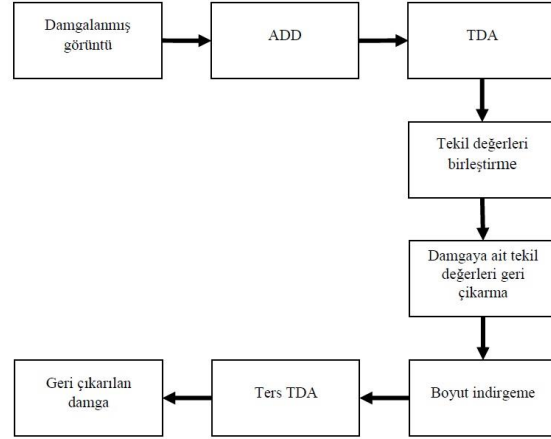 Damgalanmış
görüntü
ADD
TDA
Tekil değerleri
birleştirme
Damgaya ait tekil
değerleri geri
çıkarma
Boyut indirgeme
Ters TDA
Geri çıkarılan
damga